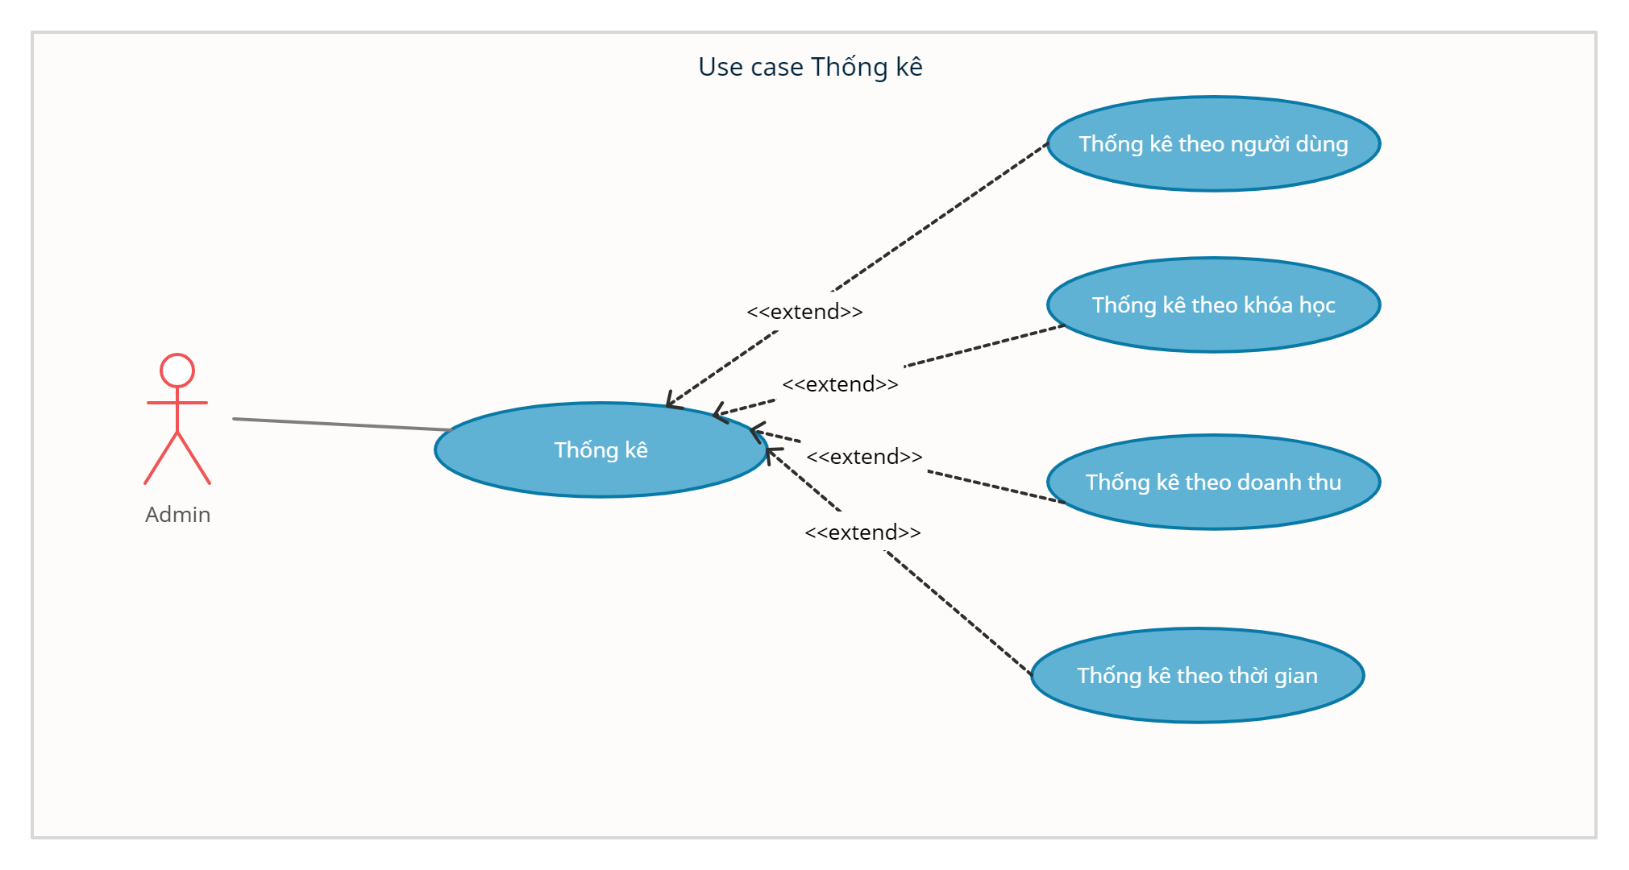 Use case Thống kê
Thống kê theo người dùng
Thống kê theo khóa học
<<extend>>
<<extend>>
Thống kê
<<extend>>
Thống kê theo doanh thu
Admin
<<extend>>
Thống kê theo thời gian